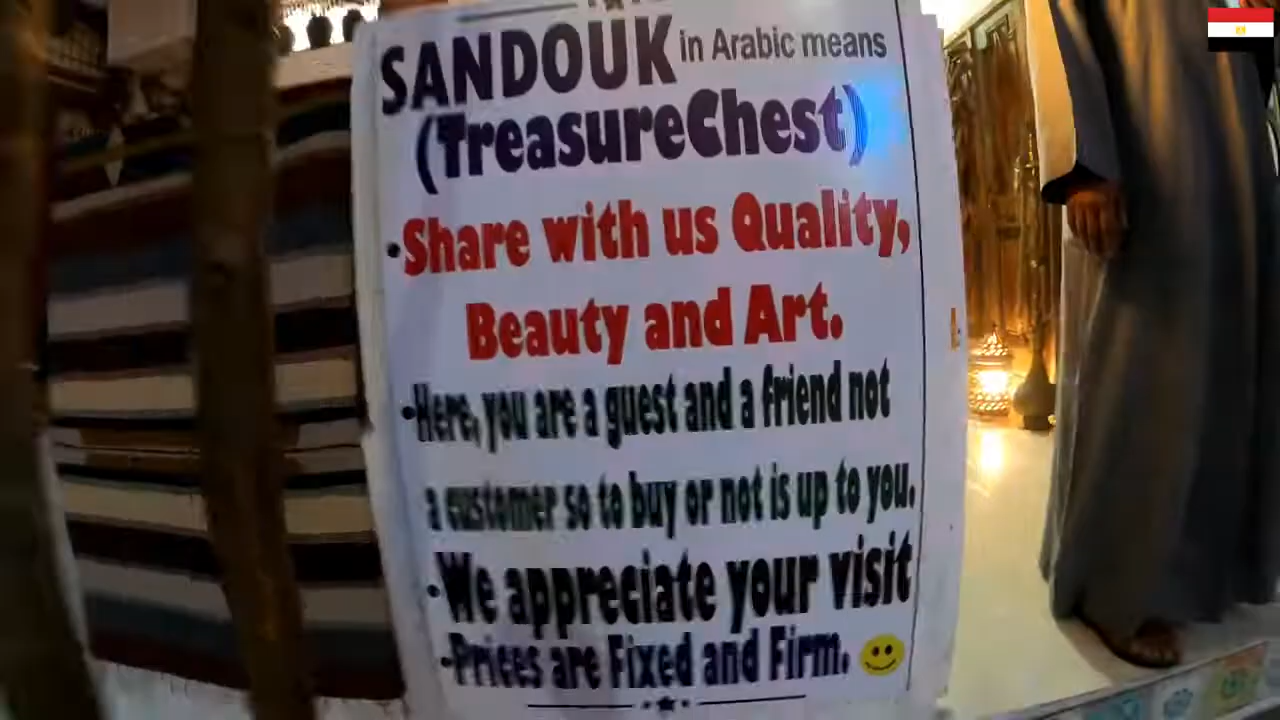 SANDOUK in Arabic means
(TreasureChest)
•Share with us Quality,
Beauty and Art.
•Here, you are a guest and a friend not
a customer so to buy or not is up to you.
•We appreciate your visit
-Prices are Fixed and Firm.